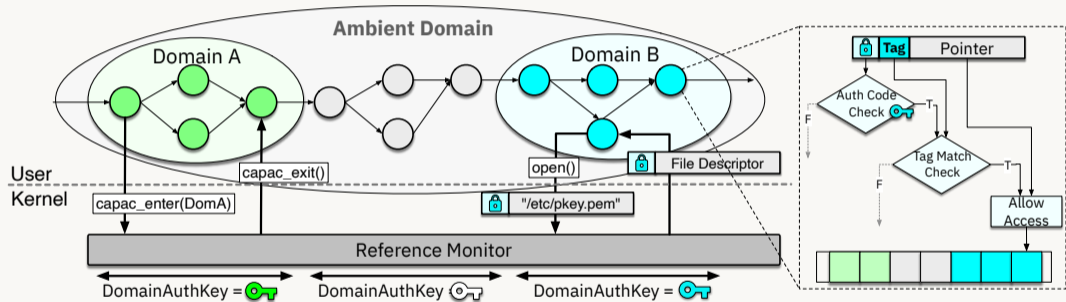 Ambient Domain
Domain A
Domain B
Tag
Pointer
Auth Code
Check
T
F
Tag Match
Check
T
F
Allow
Access
User
Kernel
capac_enter(DomA)
capac_exit()
open()
File Descriptor
"/etc/pkey.pem"
Reference Monitor
DomainAuthKey =
DomainAuthKey
DomainAuthKey =